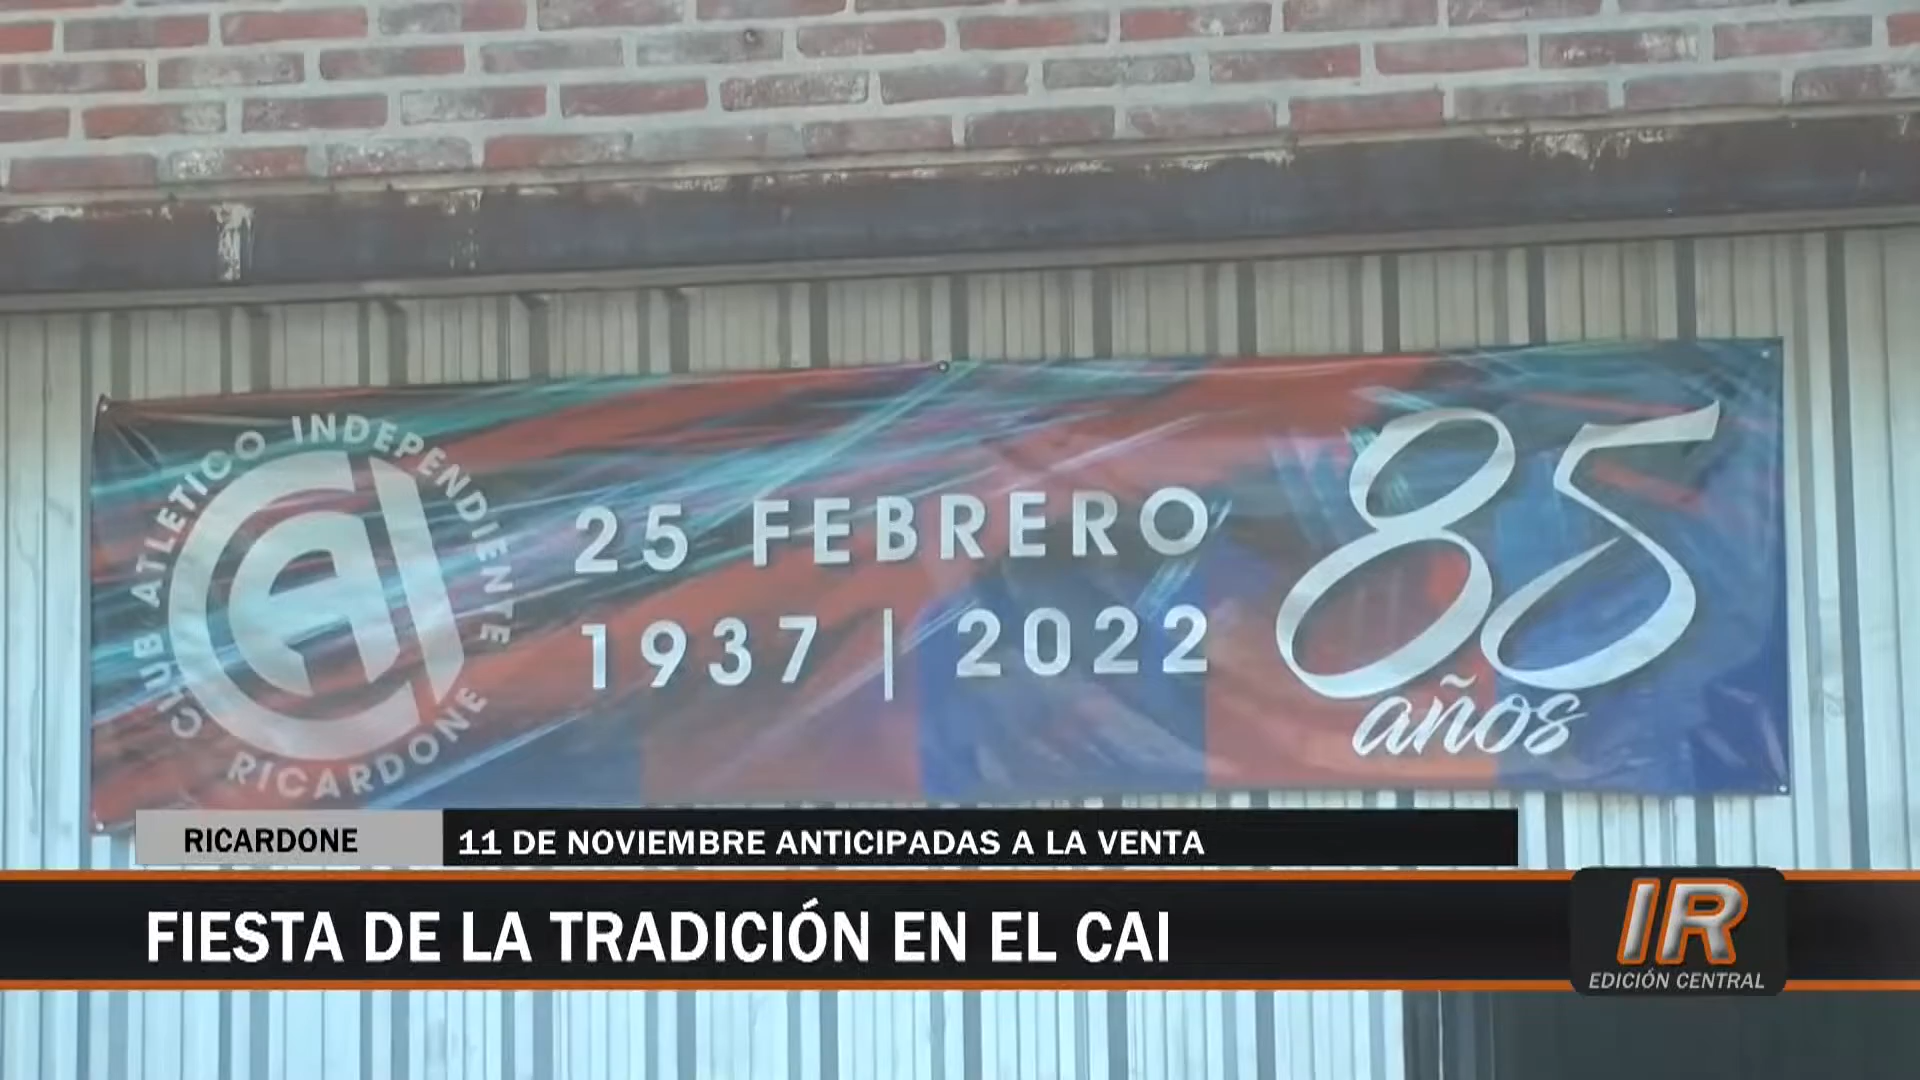 CLUB ATLETICO INDEPENDIENTE
CAI
RICARDONE
25 FEBRERO
1937 | 2022
85
años
RICARDONE
11 DE NOVIEMBRE ANTICIPADAS A LA VENTA
FIESTA DE LA TRADICIÓN EN EL CAI
IR
EDICIÓN CENTRAL